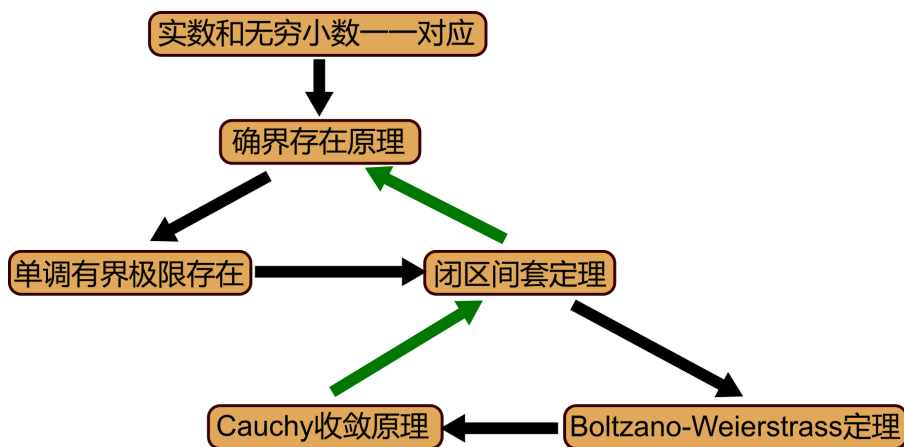 实数和无穷小数一一对应
确界存在原理
单调有界极限存在
闭区间套定理
Cauchy收敛原理
Boltzano-Weierstrass定理